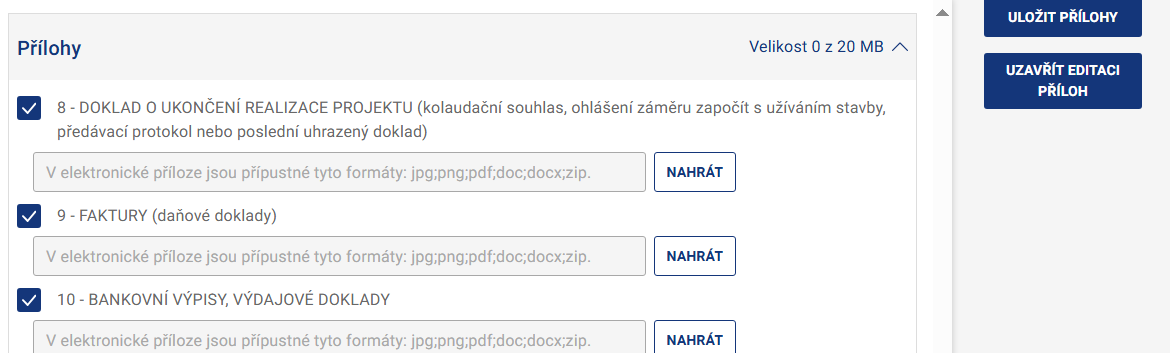 Přílohy
Velikost 0 z 20 MB
ULOŽIT PŘÍLOHY
UZAVŘÍT EDITACI
PŘÍLOH
8 - DOKLAD O UKONČENÍ REALIZACE PROJEKTU (kolaudační souhlas, ohlášení záměru započít s užíváním stavby,
předávací protokol nebo poslední uhrazený doklad)
V elektronické příloze jsou přípustné tyto formáty: jpg;png;pdf;doc;docx;zip.
NAHRÁT
9 - FAKTURY (daňové doklady)
V elektronické příloze jsou přípustné tyto formáty: jpg;png;pdf;doc;docx;zip.
NAHRÁT
10 - BANKOVNÍ VÝPISY, VÝDAJOVÉ DOKLADY
V elektronické příloze jsou přípustné tyto formáty: jpg;png;pdf;doc;docx;zip.
NAHRÁT